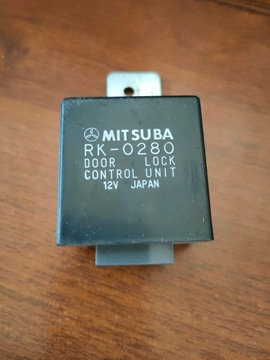 MITSUBA
RK-0280
DOOR LOCK
CONTROL UNIT
12V JAPAN